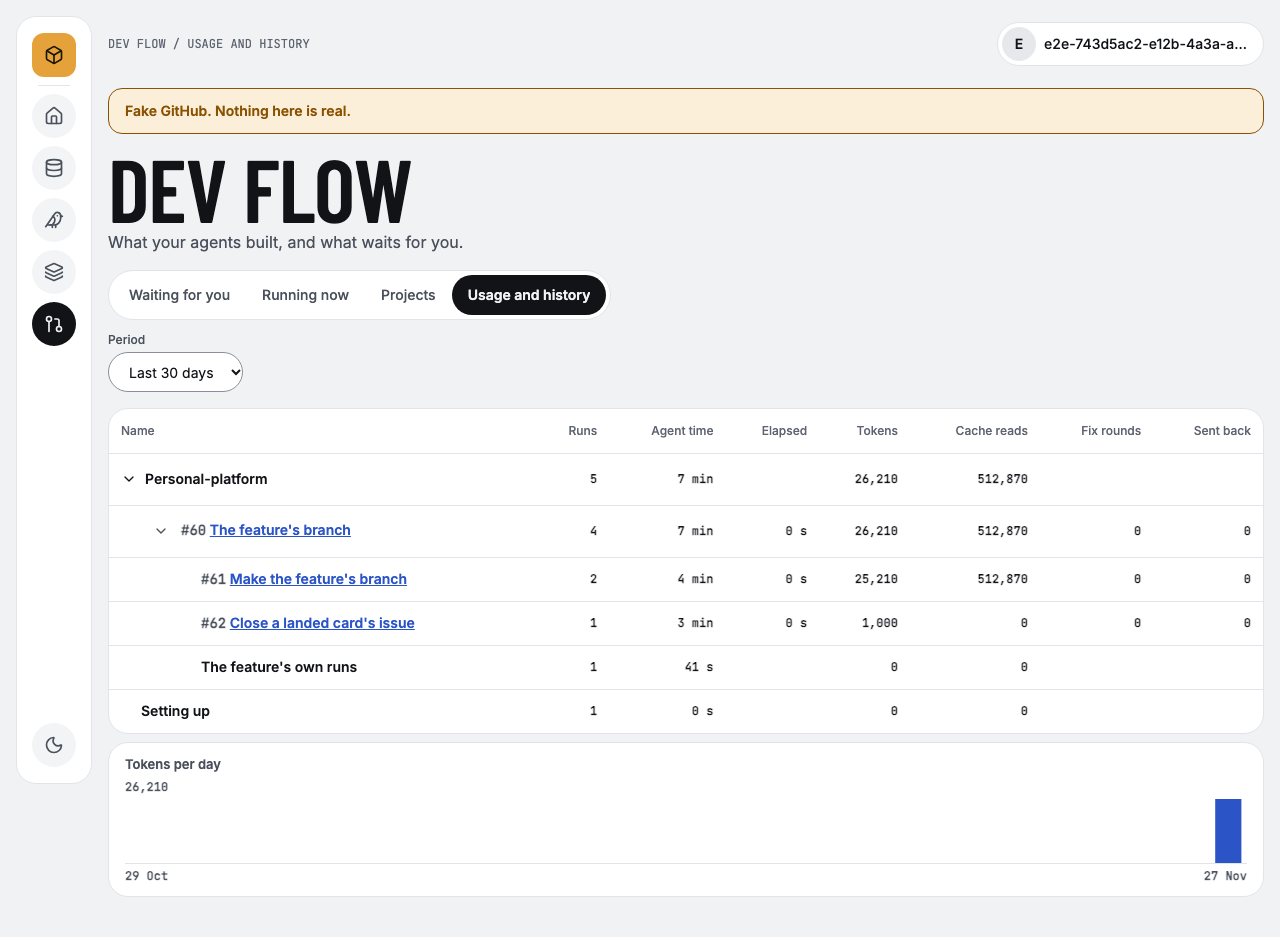 DEV FLOW / USAGE AND HISTORY
E e2e-743d5ac2-e12b-4a3a-a...
Fake GitHub. Nothing here is real.
DEV FLOW
What your agents built, and what waits for you.
Waiting for you Running now Projects Usage and history
Period
Last 30 days
Name Runs Agent time Elapsed Tokens Cache reads Fix rounds Sent back
Personal-platform 5 7 min 26,210 512,870
#60 The feature's branch 4 7 min 0 s 26,210 512,870 0 0
#61 Make the feature's branch 2 4 min 0 s 25,210 512,870 0 0
#62 Close a landed card's issue 1 3 min 0 s 1,000 0 0 0
The feature's own runs 1 41 s 0 0
Setting up 1 0 s 0 0
Tokens per day
26,210
29 Oct 27 Nov